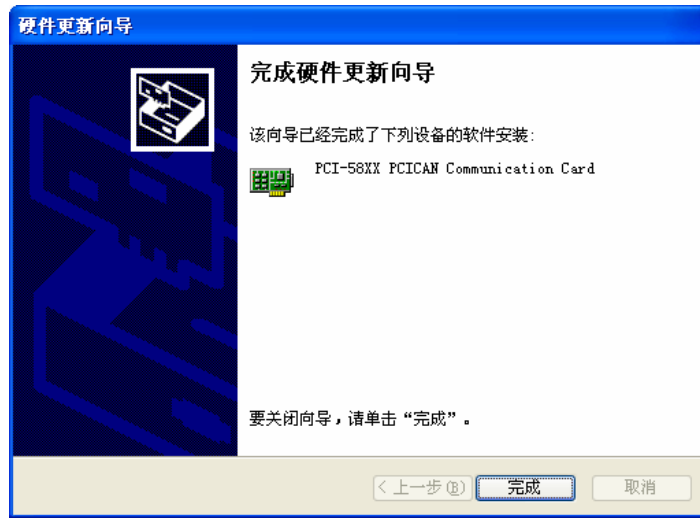 硬件更新向导
完成硬件更新向导
该向导已经完成了下列设备的软件安装:
PCI-58XX PCICAN Communication Card
要关闭向导，请单击“完成”。
< 上一步(B)
完成
取消